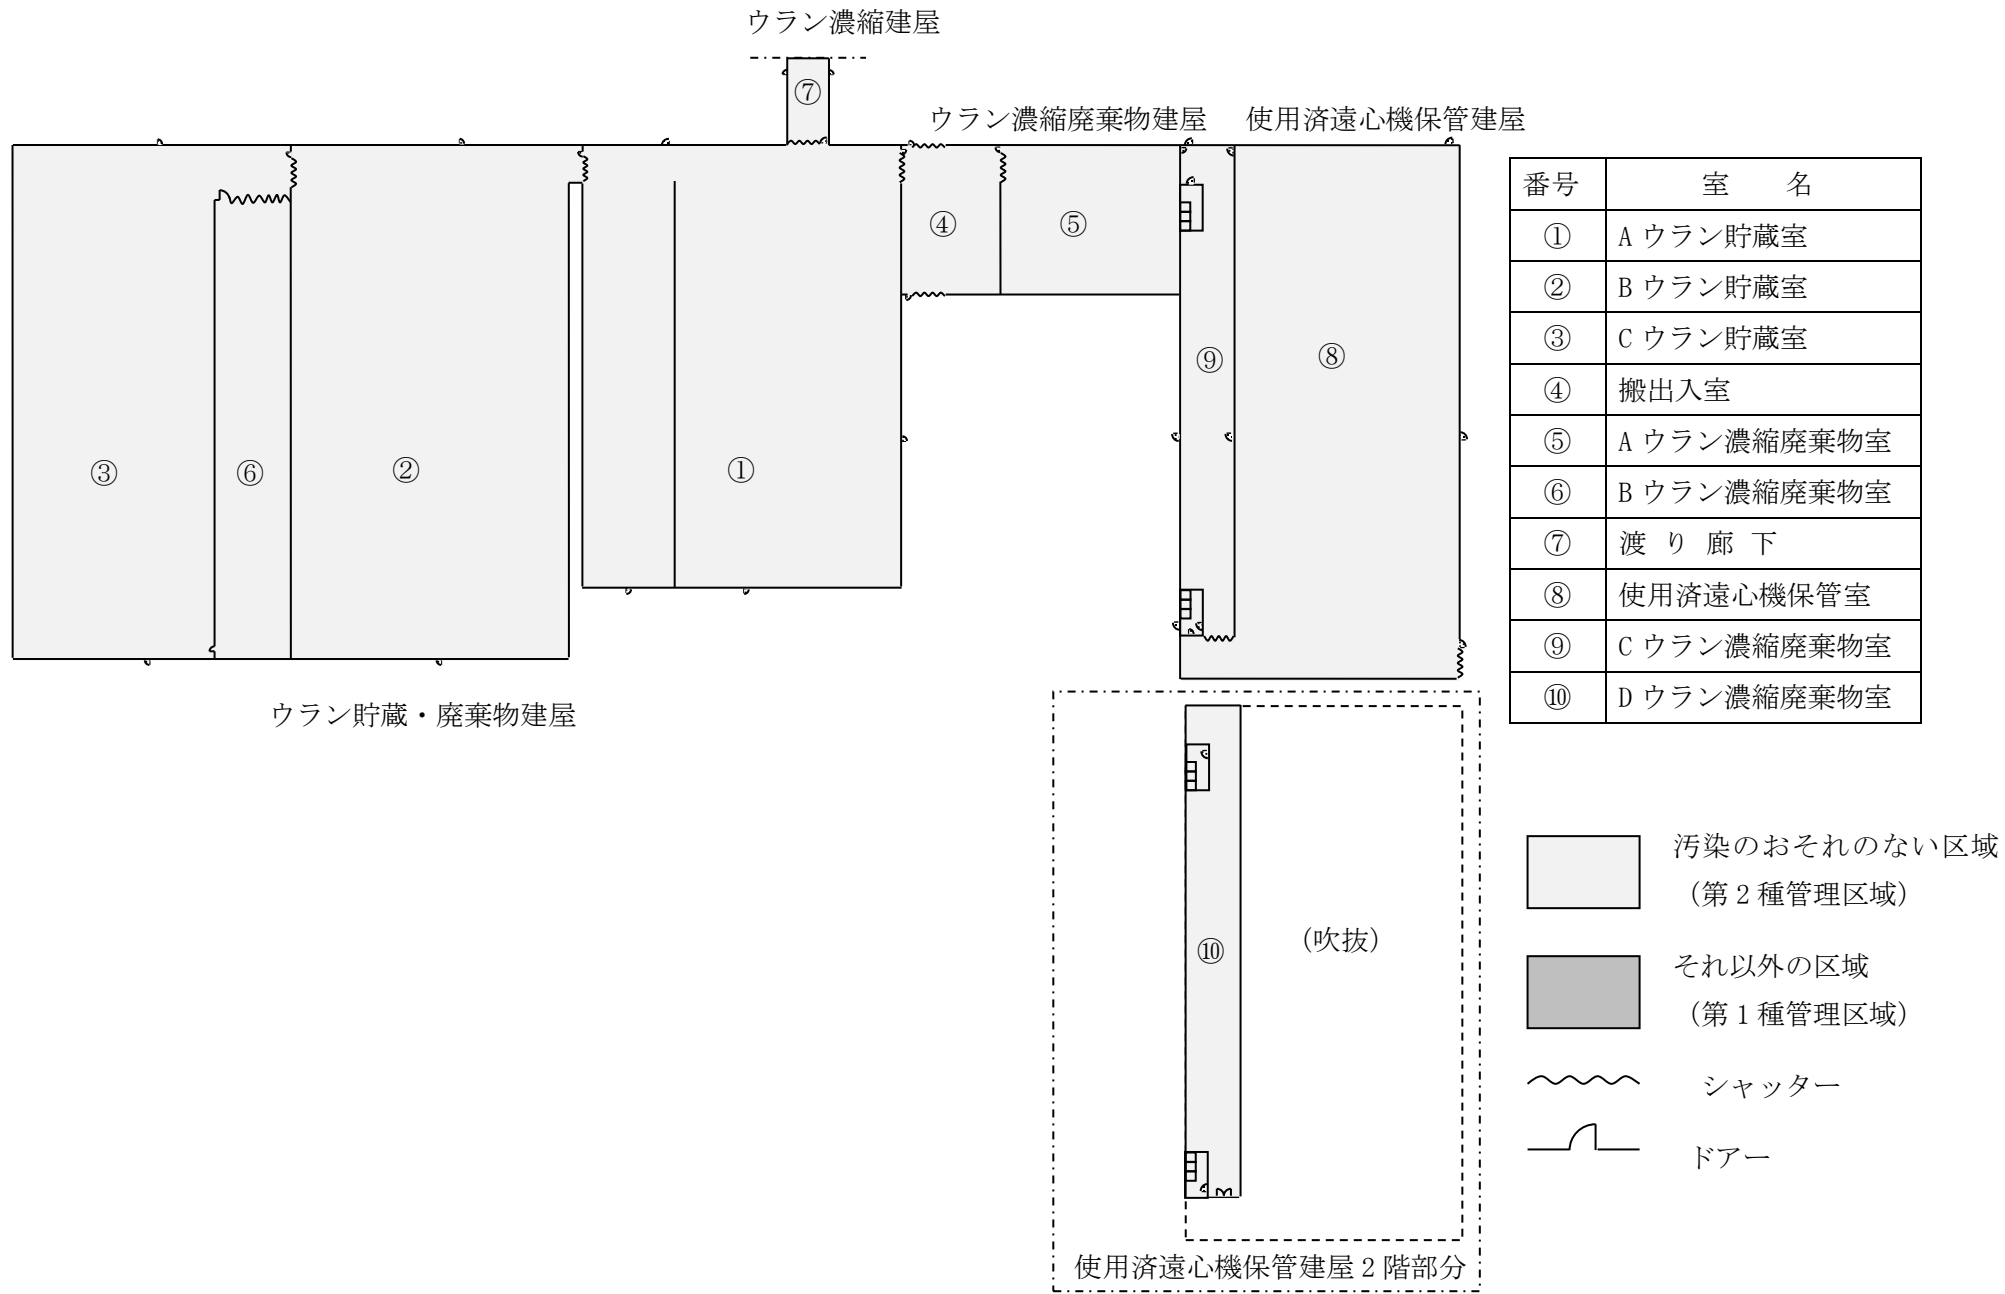 ウラン濃縮建屋
⑦
ウラン濃縮廃棄物建屋
使用済遠心機保管建屋
④
⑤
⑨
⑧
③
⑥
②
①
ウラン貯蔵・廃棄物建屋
番号 室 名
① A ウラン貯蔵室
② B ウラン貯蔵室
③ C ウラン貯蔵室
④ 搬出入室
⑤ A ウラン濃縮廃棄物室
⑥ B ウラン濃縮廃棄物室
⑦ 渡 り 廊 下
⑧ 使用済遠心機保管室
⑨ C ウラン濃縮廃棄物室
⑩ D ウラン濃縮廃棄物室
⑩
(吹抜)
使用済遠心機保管建屋 2 階部分
汚染のおそれのない区域
(第 2 種管理区域)
それ以外の区域
(第 1 種管理区域)
シャッター
ドアー